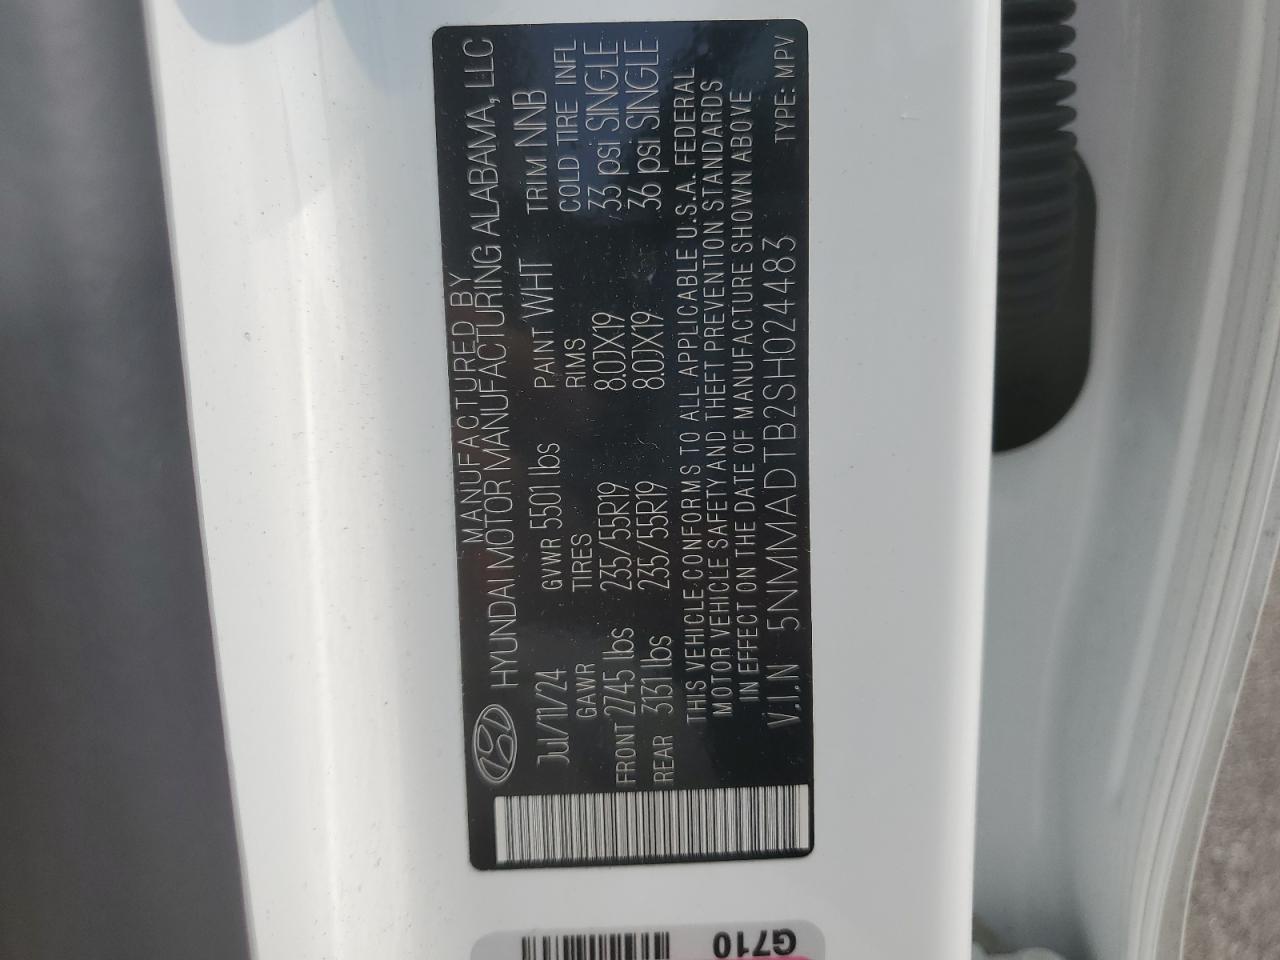 MANUFACTURED BY
HYUNDAI MOTOR MANUFACTURING ALABAMA, LLC
Jul/11/24 GVWR 5501 lbs PAINT WHT TRIM NNB
GAWR TIRES RIMS COLD TIRE INFL
FRONT 2745 lbs 235/55R19 8.0JX19 33 psi SINGLE
REAR 3131 lbs 235/55R19 8.0JX19 36 psi SINGLE
THIS VEHICLE CONFORMS TO ALL APPLICABLE U.S.A. FEDERAL
MOTOR VEHICLE SAFETY AND THEFT PREVENTION STANDARDS
IN EFFECT ON THE DATE OF MANUFACTURE SHOWN ABOVE
V.I.N 5NMMADTB2SH024483 TYPE: MPV
G710